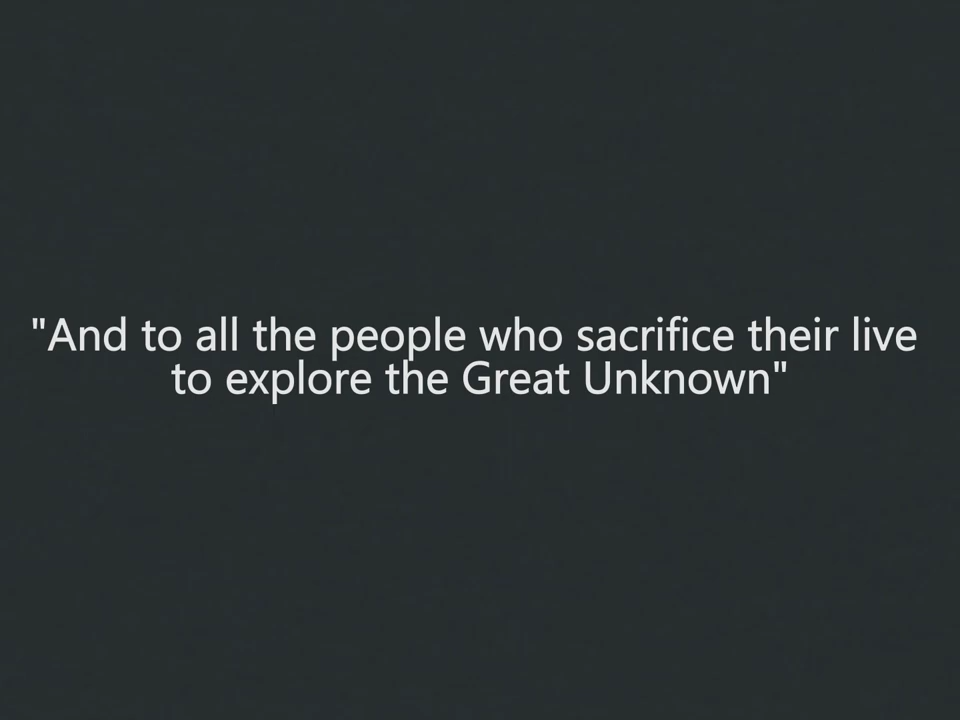 "And to all the people who sacrifice their live
to explore the Great Unknown"